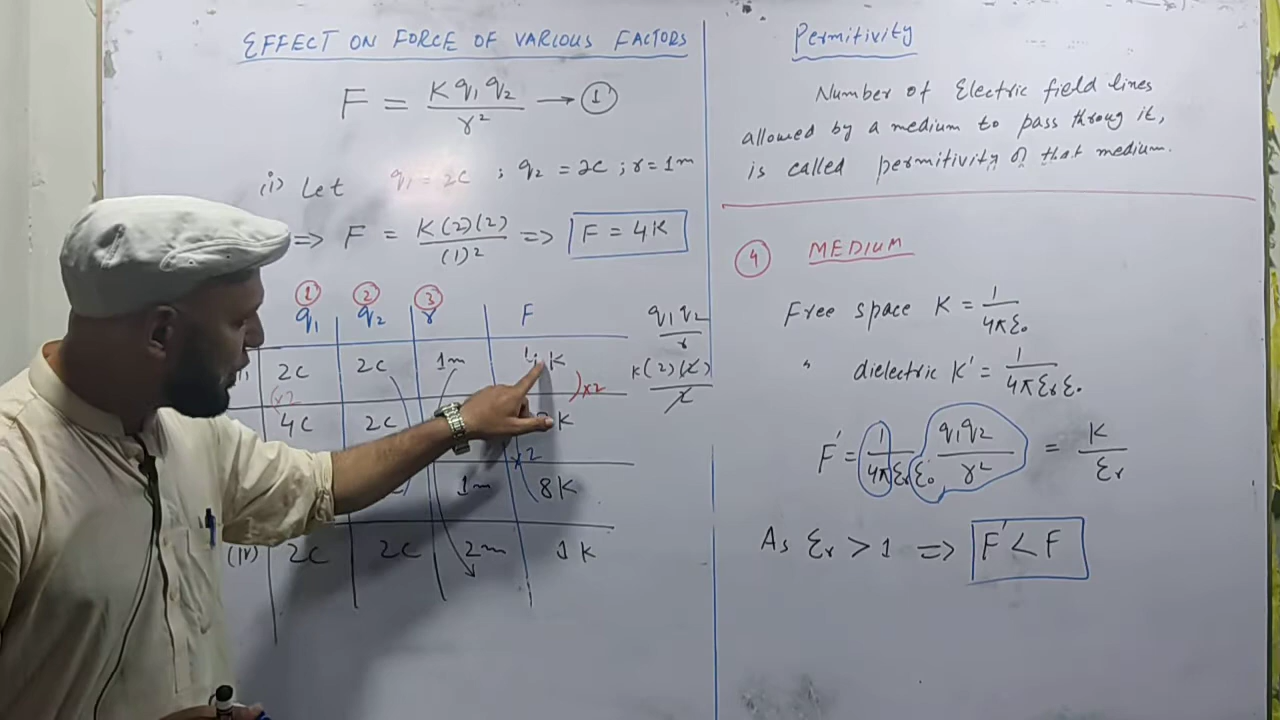 EFFECT ON FORCE OF VARIOUS FACTORS
F = K q₁ q₂ / r² → ①
(i) Let q₁ = 2C ; q₂ = 2C ; r = 1m
=> F = K(2)(2) / (1)² => F = 4K
① ② ③
q₁ q₂ r F
2C 2C 1m 4K
×2 )×2
4C 2C K
×2
1m 8K
(IV) 2C 2C 2m 1K
q₁q₂ / r
K(2)(2) / 2
Permitivity
Number of Electric field lines
allowed by a medium to pass throug it,
is called permitivity of that medium.
④ MEDIUM
Free space K = 1 / 4πε₀
" dielectric K' = 1 / 4πεrε₀
F' = 1 / 4πεrε₀ q₁q₂ / r² = K / εr
As εr > 1 => F' < F